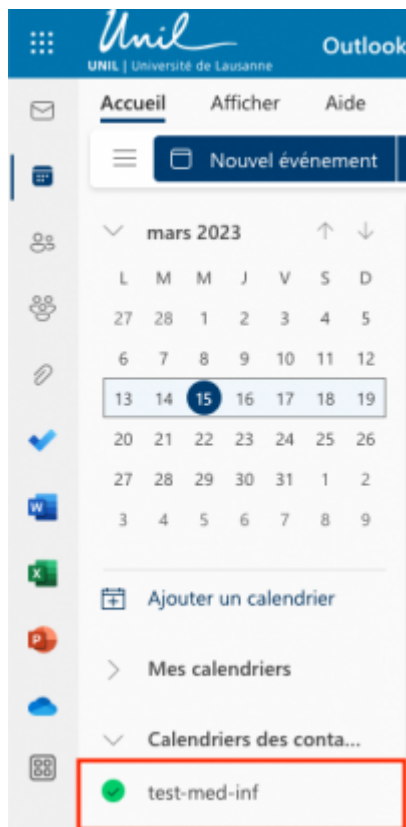 Unil
UNIL | Université de Lausanne
Outlook
Accueil Afficher Aide
Nouvel événement
mars 2023
L M M J V S D
27 28 1 2 3 4 5
6 7 8 9 10 11 12
13 14 15 16 17 18 19
20 21 22 23 24 25 26
27 28 29 30 31 1 2
3 4 5 6 7 8 9
Ajouter un calendrier
Mes calendriers
Calendriers des conta...
test-med-inf
W
X
P